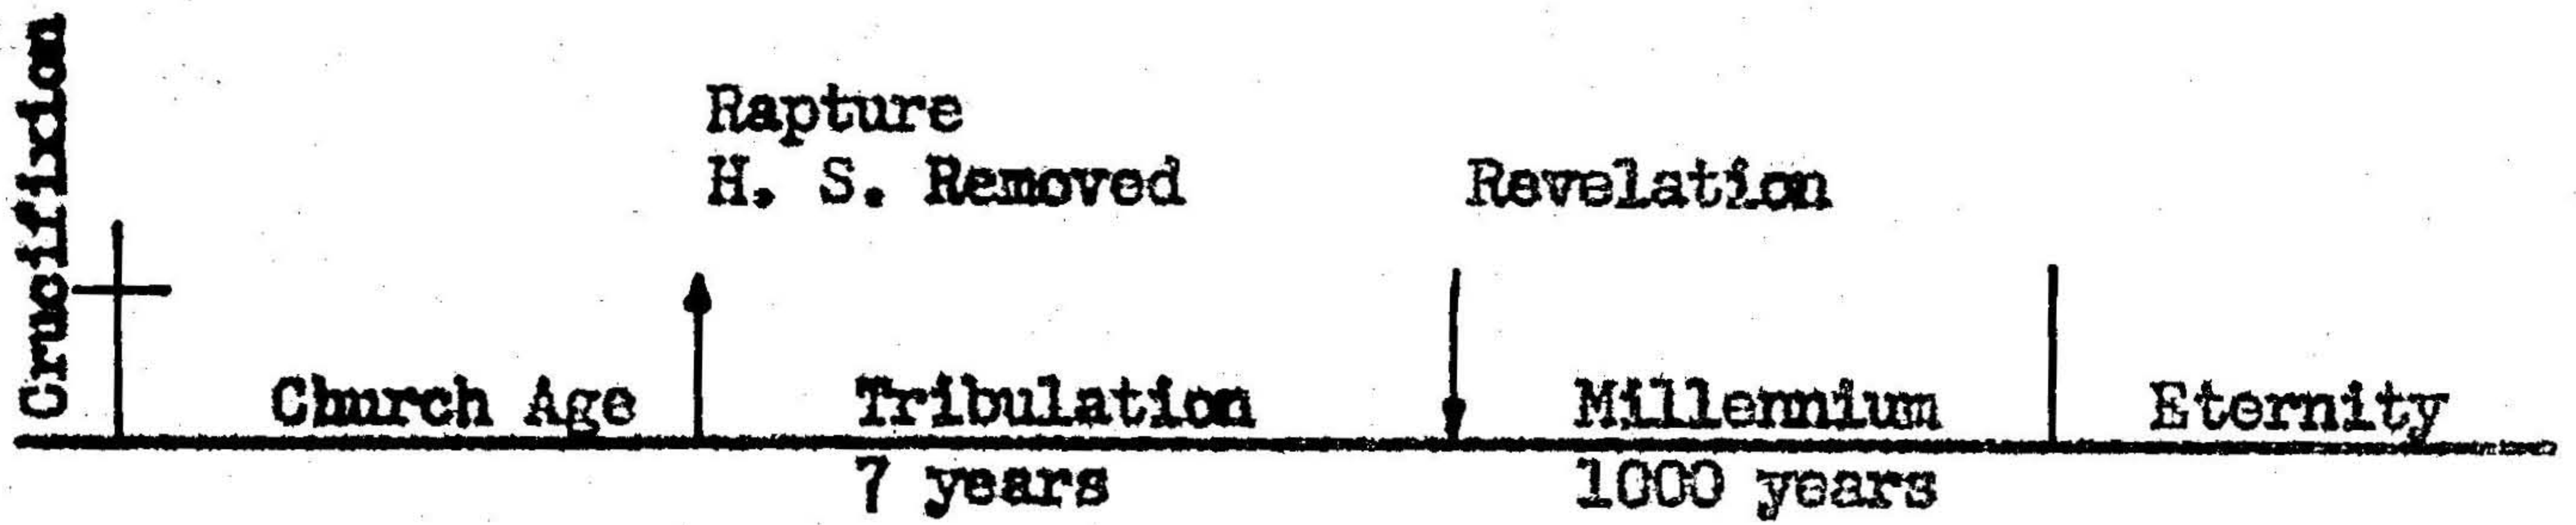 Crucifixion
Rapture
H. S. Removed
Revelation
Church Age
Tribulation
Millennium
Eternity
7 years
1000 years